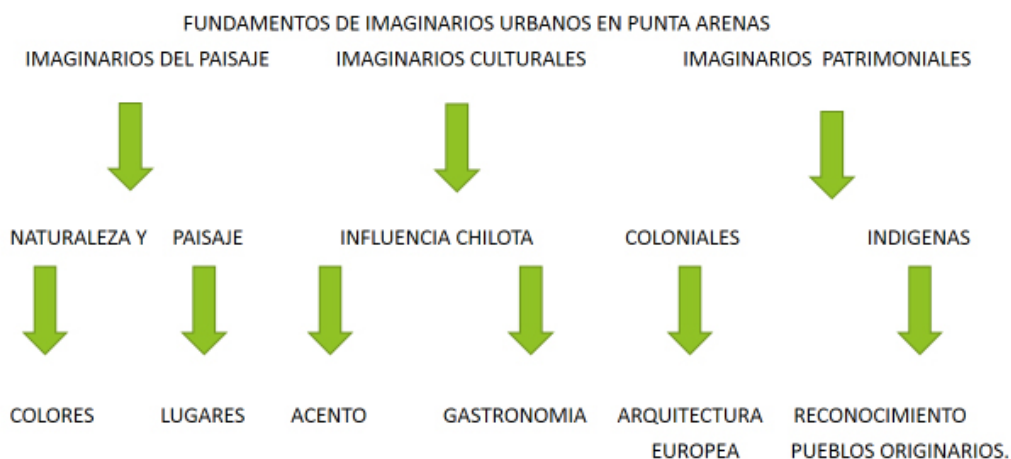 FUNDAMENTOS DE IMAGINARIOS URBANOS EN PUNTA ARENAS
IMAGINARIOS DEL PAISAJE IMAGINARIOS CULTURALES IMAGINARIOS PATRIMONIALES
NATURALEZA Y PAISAJE INFLUENCIA CHILOTA COLONIALES INDIGENAS
COLORES LUGARES ACENTO GASTRONOMIA ARQUITECTURA RECONOCIMIENTO
EUROPEA PUEBLOS ORIGINARIOS.